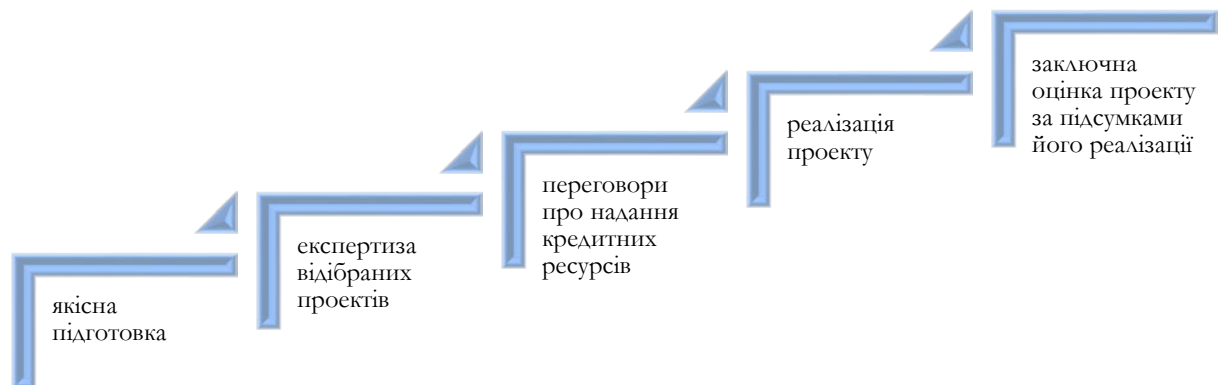 якісна
підготовка
експертиза
відібраних
проектів
переговори
про надання
кредитних
ресурсів
реалізація
проекту
заключна
оцінка проекту
за підсумками
його реалізації